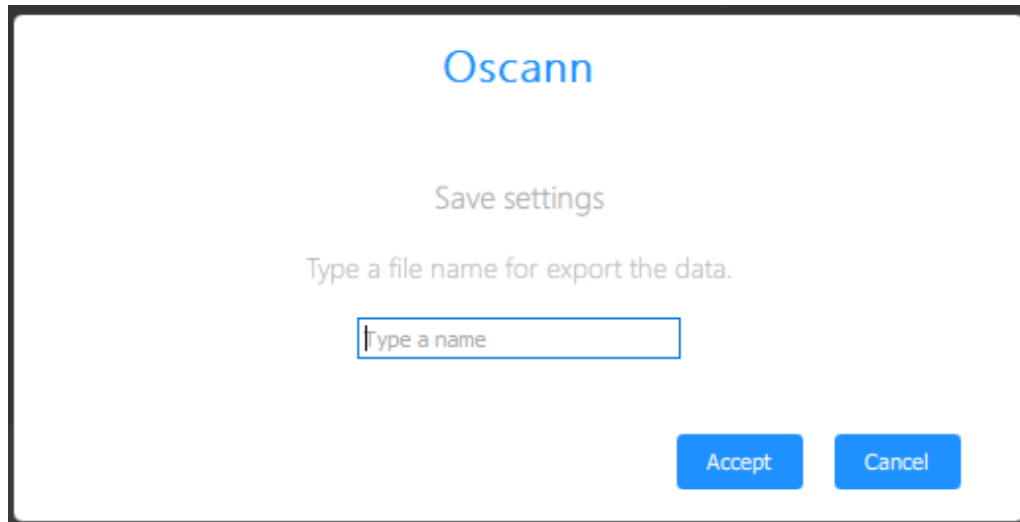 Oscann
Save settings
Type a file name for export the data.
Type a name
Accept
Cancel